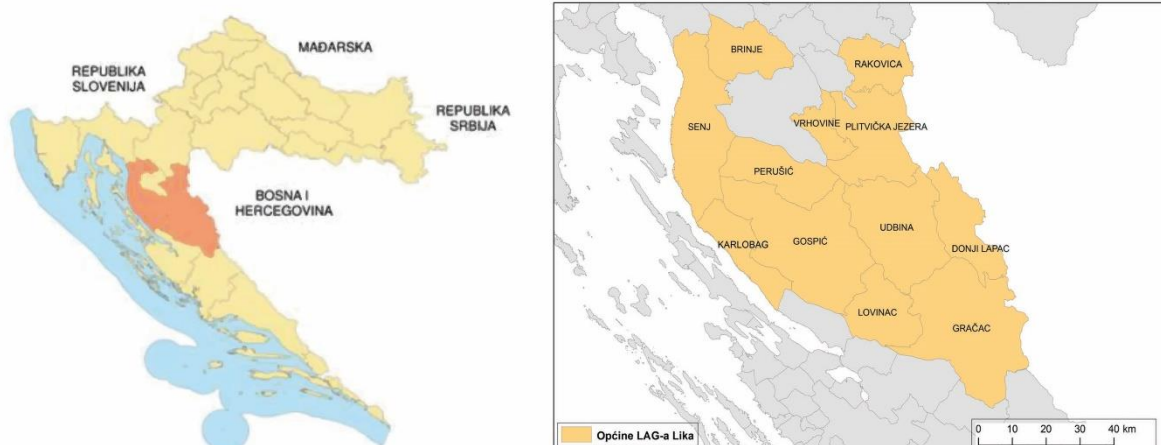 MAĐARSKA
REPUBLIKA
SLOVENIJA
REPUBLIKA
SRBIJA
BOSNA I
HERCEGOVINA
BRINJE
RAKOVICA
SENJ
VRHOVINE
PLITVIČKA JEZERA
PERUŠIĆ
UDBINA
KARLOBAG
GOSPIĆ
DONJI LAPAC
LOVINAC
GRAČAC
Općine LAG-a Lika
0 10 20 30 40 km